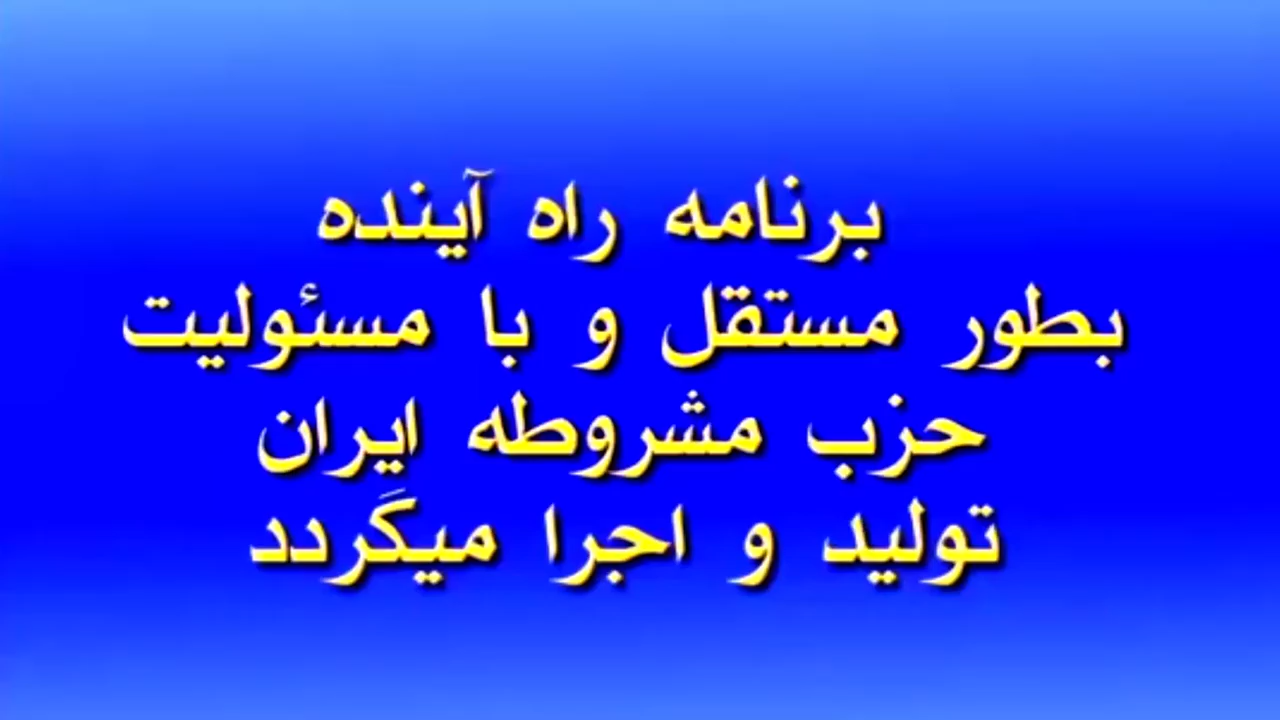 برنامه راه آینده
بطور مستقل و با مسئولیت
حزب مشروطه ایران
تولید و اجرا میگردد